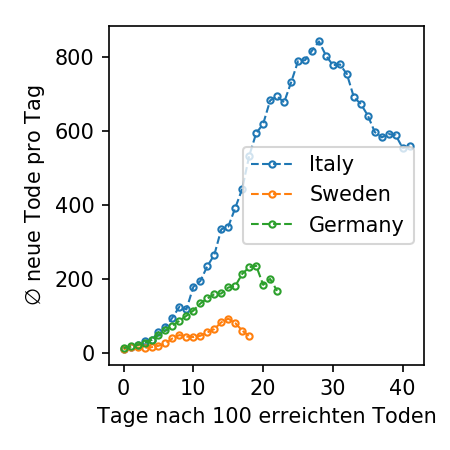 800
600
400
200
0
∅ neue Tode pro Tag
Italy
Sweden
Germany
0 10 20 30 40
Tage nach 100 erreichten Toden